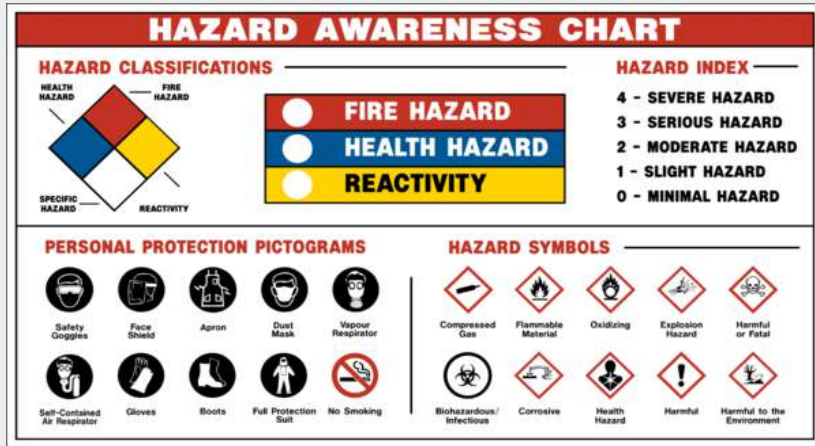 HAZARD AWARENESS CHART
HAZARD CLASSIFICATIONS
HEALTH
HAZARD
FIRE
HAZARD
SPECIFIC
HAZARD
REACTIVITY
FIRE HAZARD
HEALTH HAZARD
REACTIVITY
HAZARD INDEX
4 - SEVERE HAZARD
3 - SERIOUS HAZARD
2 - MODERATE HAZARD
1 - SLIGHT HAZARD
0 - MINIMAL HAZARD
PERSONAL PROTECTION PICTOGRAMS
Safety
Goggles
Face
Shield
Apron
Dust
Mask
Vapour
Respirator
Self-Contained
Air Respirator
Gloves
Boots
Full Protection
Suit
No Smoking
HAZARD SYMBOLS
Compressed
Gas
Flammable
Material
Oxidizing
Explosion
Hazard
Harmful
or Fatal
Biohazardous/
Infectious
Corrosive
Health
Hazard
Harmful
Harmful to the
Environment